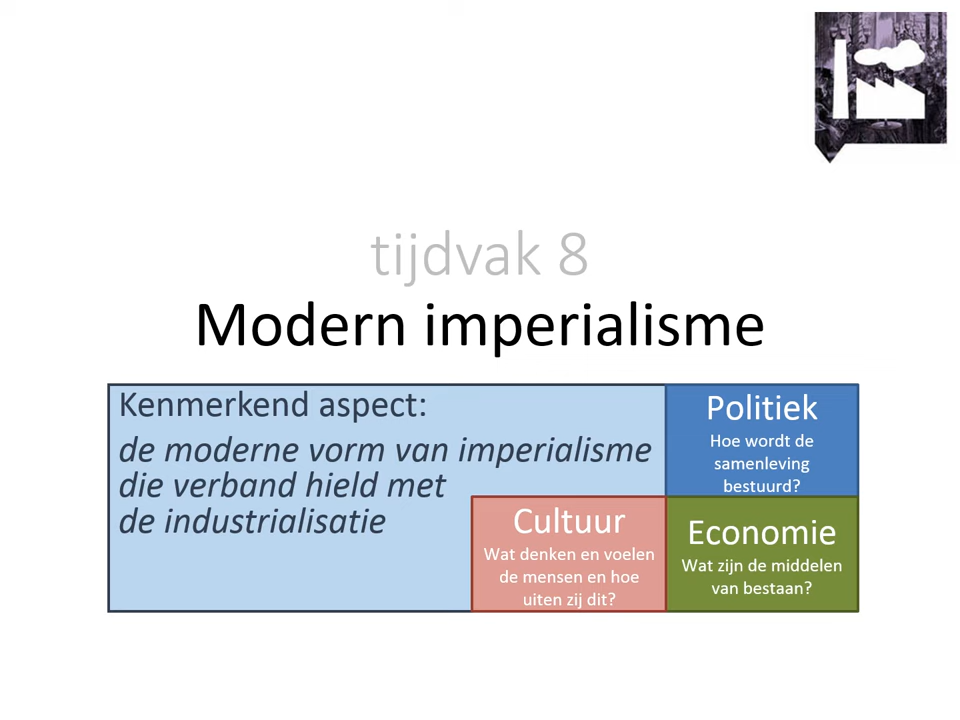 tijdvak 8
Modern imperialisme
Kenmerkend aspect:
de moderne vorm van imperialisme
die verband hield met
de industrialisatie
Politiek
Hoe wordt de
samenleving
bestuurd?
Cultuur
Wat denken en voelen
de mensen en hoe
uiten zij dit?
Economie
Wat zijn de middelen
van bestaan?